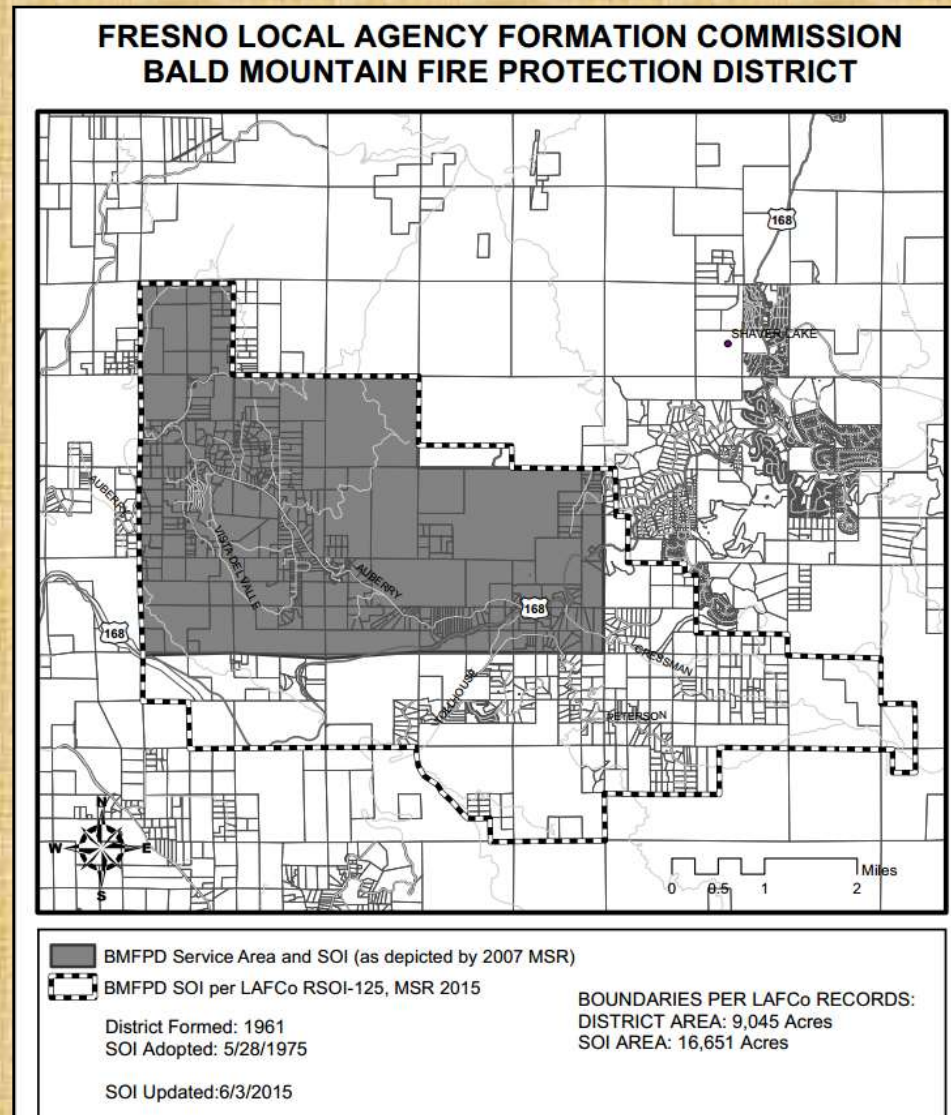 FRESNO LOCAL AGENCY FORMATION COMMISSION
BALD MOUNTAIN FIRE PROTECTION DISTRICT
168
SHAVER LAKE
AUBERRY
VISTA DEL VALLE
AUBERRY
168
168
CRESSMAN
TOLLHOUSE
PETERSON
N
W E
S
Miles
0 0.5 1 2
BMFPD Service Area and SOI (as depicted by 2007 MSR)
BMFPD SOI per LAFCo RSOI-125, MSR 2015
District Formed: 1961
SOI Adopted: 5/28/1975
SOI Updated:6/3/2015
BOUNDARIES PER LAFCo RECORDS:
DISTRICT AREA: 9,045 Acres
SOI AREA: 16,651 Acres